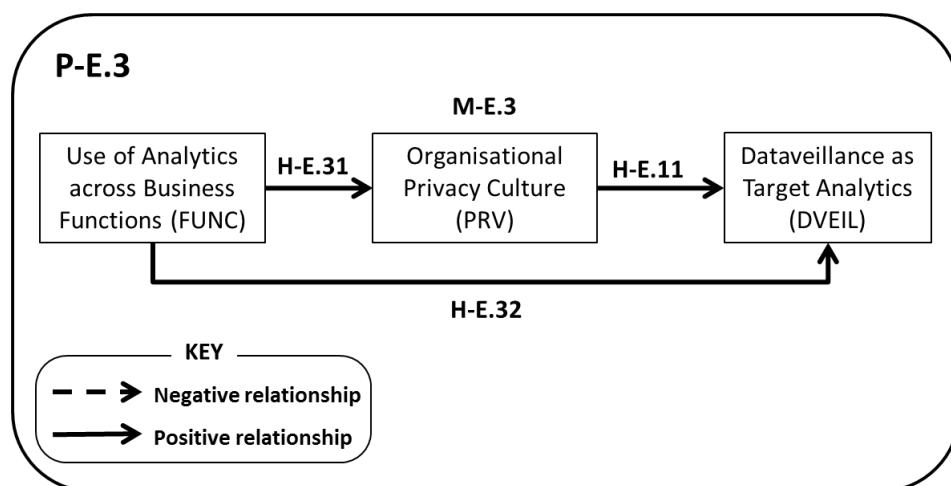 P-E.3
M-E.3
Use of Analytics
across Business
Functions (FUNC)
H-E.31
Organisational
Privacy Culture
(PRV)
H-E.11
Dataveillance as
Target Analytics
(DVEIL)
H-E.32
KEY
Negative relationship
Positive relationship